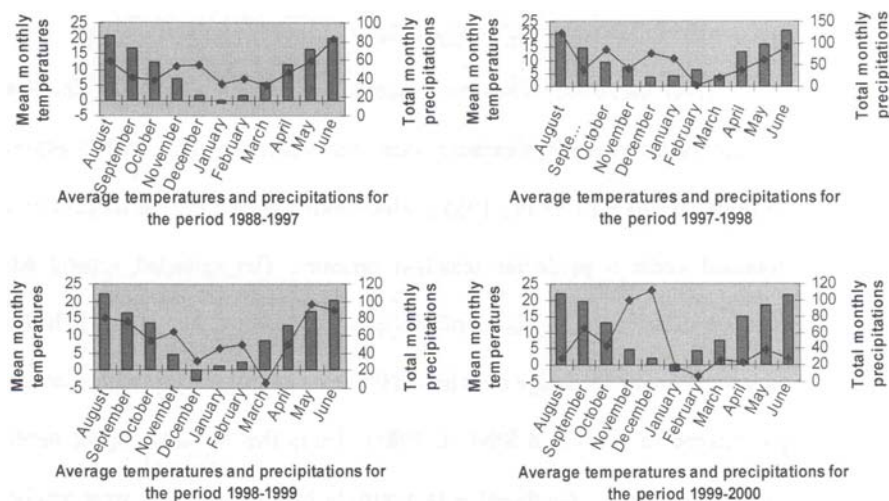 Mean monthly temperatures
25
20
15
10
5
0
-5
100
80
60
40
20
0
Total monthly precipitations
August
September
October
November
December
January
February
March
April
May
June
Average temperatures and precipitations for
the period 1988-1997
Mean monthly temperatures
25
20
15
10
5
0
150
100
50
0
Total monthly precipitations
August
Septe...
October
November
December
January
February
March
April
May
June
Average temperatures and precipitations for
the period 1997-1998
Mean monthly temperatures
25
20
15
10
5
0
-5
120
100
80
60
40
20
0
Total monthly precipitations
August
September
October
November
December
January
February
March
April
May
June
Average temperatures and precipitations for
the period 1998-1999
Mean monthly temperatures
25
20
15
10
5
0
-5
120
100
80
60
40
20
0
Total monthly precipitations
August
September
October
November
December
January
February
March
April
May
June
Average temperatures and precipitations for
the period 1999-2000